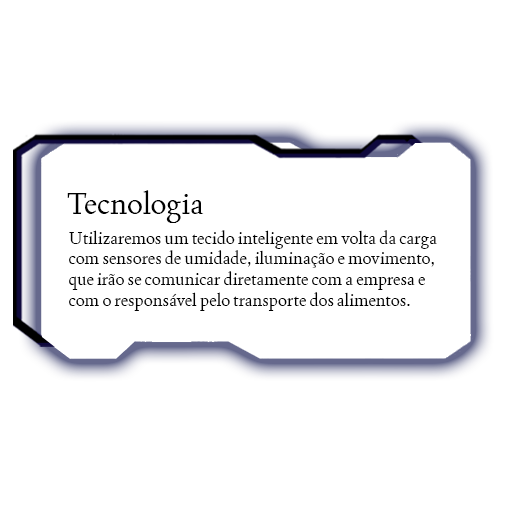 Tecnologia
Utilizaremos um tecido inteligente em volta da carga
com sensores de umidade, iluminação e movimento,
que irão se comunicar diretamente com a empresa e
com o responsável pelo transporte dos alimentos.